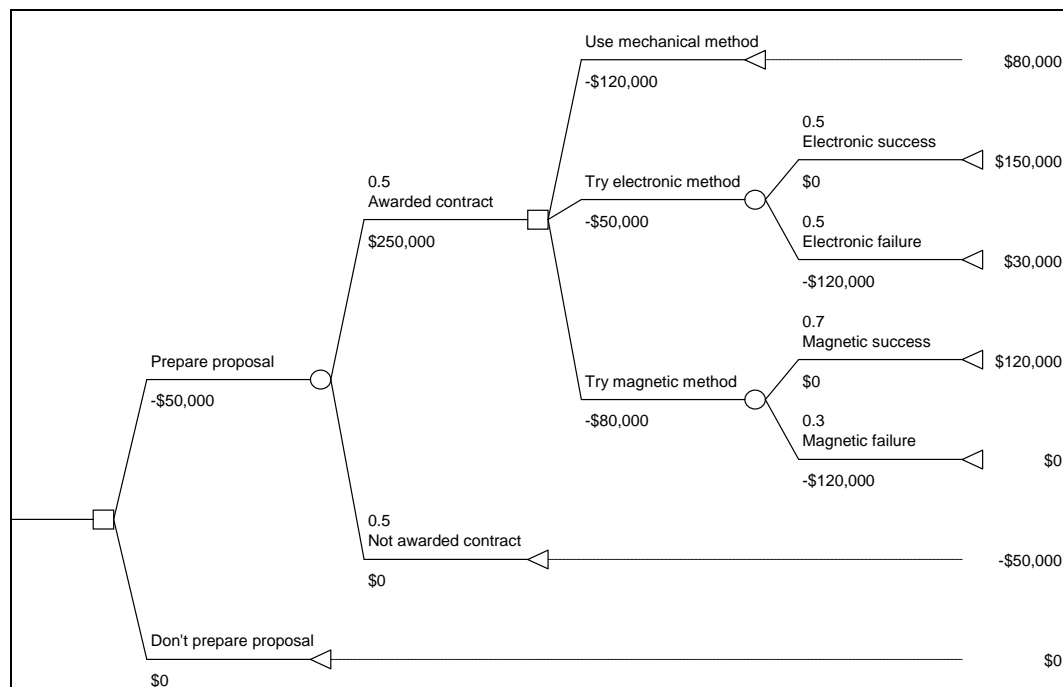 Use mechanical method
$80,000
-$120,000
0.5
Electronic success
$150,000
$0
0.5
Awarded contract
Try electronic method
$250,000
-$50,000
0.5
Electronic failure
$30,000
-$120,000
0.7
Magnetic success
$120,000
$0
Prepare proposal
Try magnetic method
-$50,000
-$80,000
0.3
Magnetic failure
$0
-$120,000
0.5
Not awarded contract
-$50,000
$0
Don't prepare proposal
$0
$0